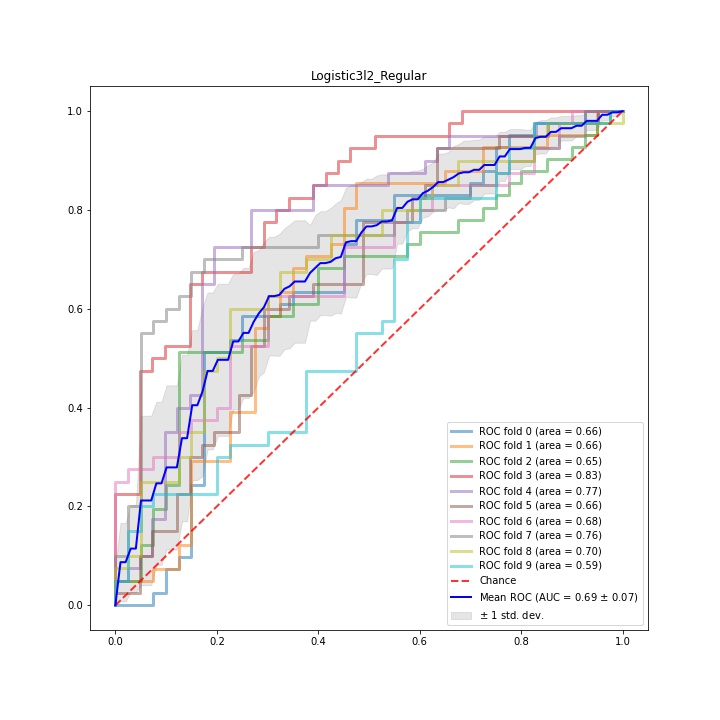 Logistic3l2_Regular
1.0
0.8
0.6
0.4
0.2
0.0
0.0 0.2 0.4 0.6 0.8 1.0
ROC fold 0 (area = 0.66)
ROC fold 1 (area = 0.66)
ROC fold 2 (area = 0.65)
ROC fold 3 (area = 0.83)
ROC fold 4 (area = 0.77)
ROC fold 5 (area = 0.66)
ROC fold 6 (area = 0.68)
ROC fold 7 (area = 0.76)
ROC fold 8 (area = 0.70)
ROC fold 9 (area = 0.59)
Chance
Mean ROC (AUC = 0.69 ± 0.07)
± 1 std. dev.